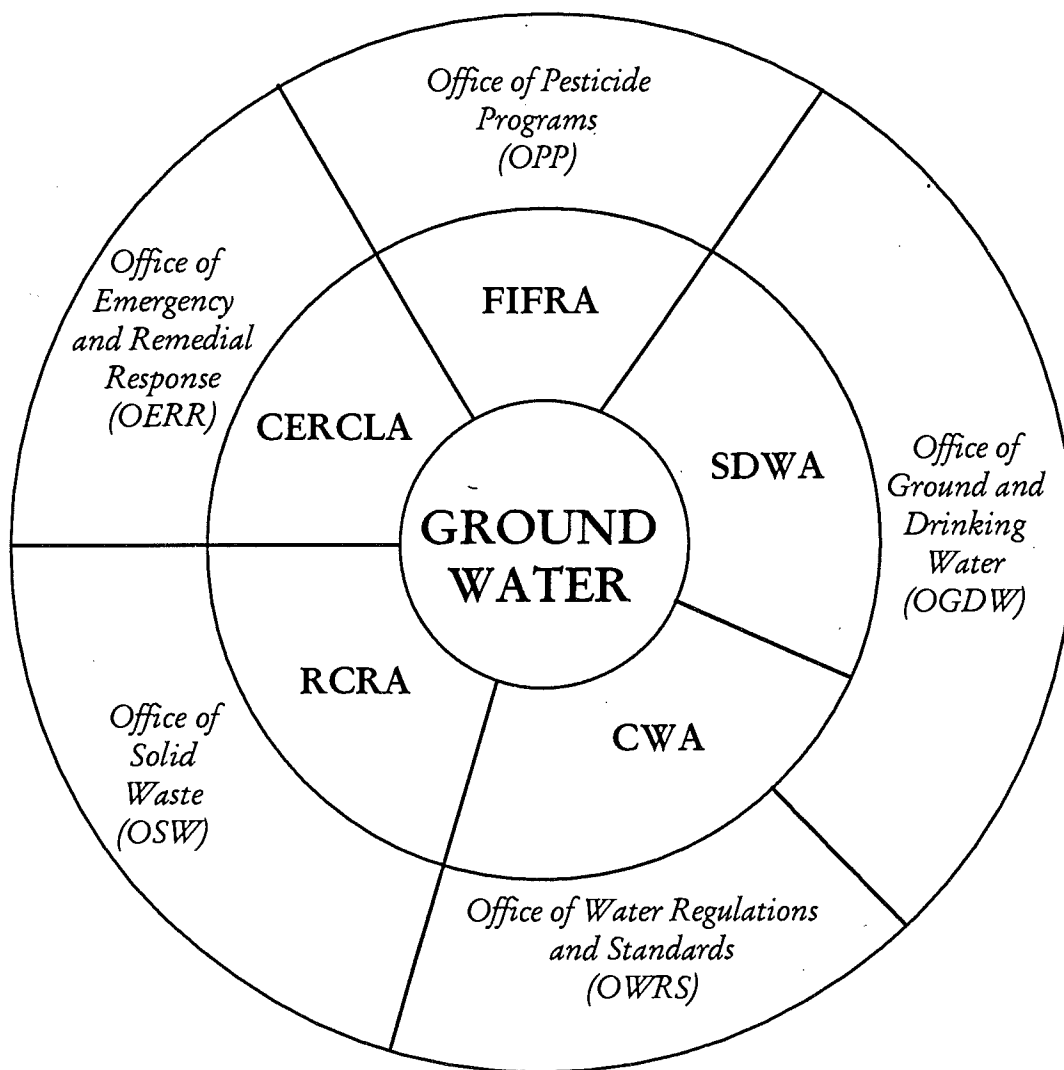 Office of Pesticide
Programs
(OPP)
Office of
Emergency
and Remedial
Response
(OERR)
FIFRA
CERCLA
SDWA
GROUND
WATER
Office of
Ground and
Drinking
Water
(OGDW)
RCRA
CWA
Office of
Solid
Waste
(OSW)
Office of Water Regulations
and Standards
(OWRS)